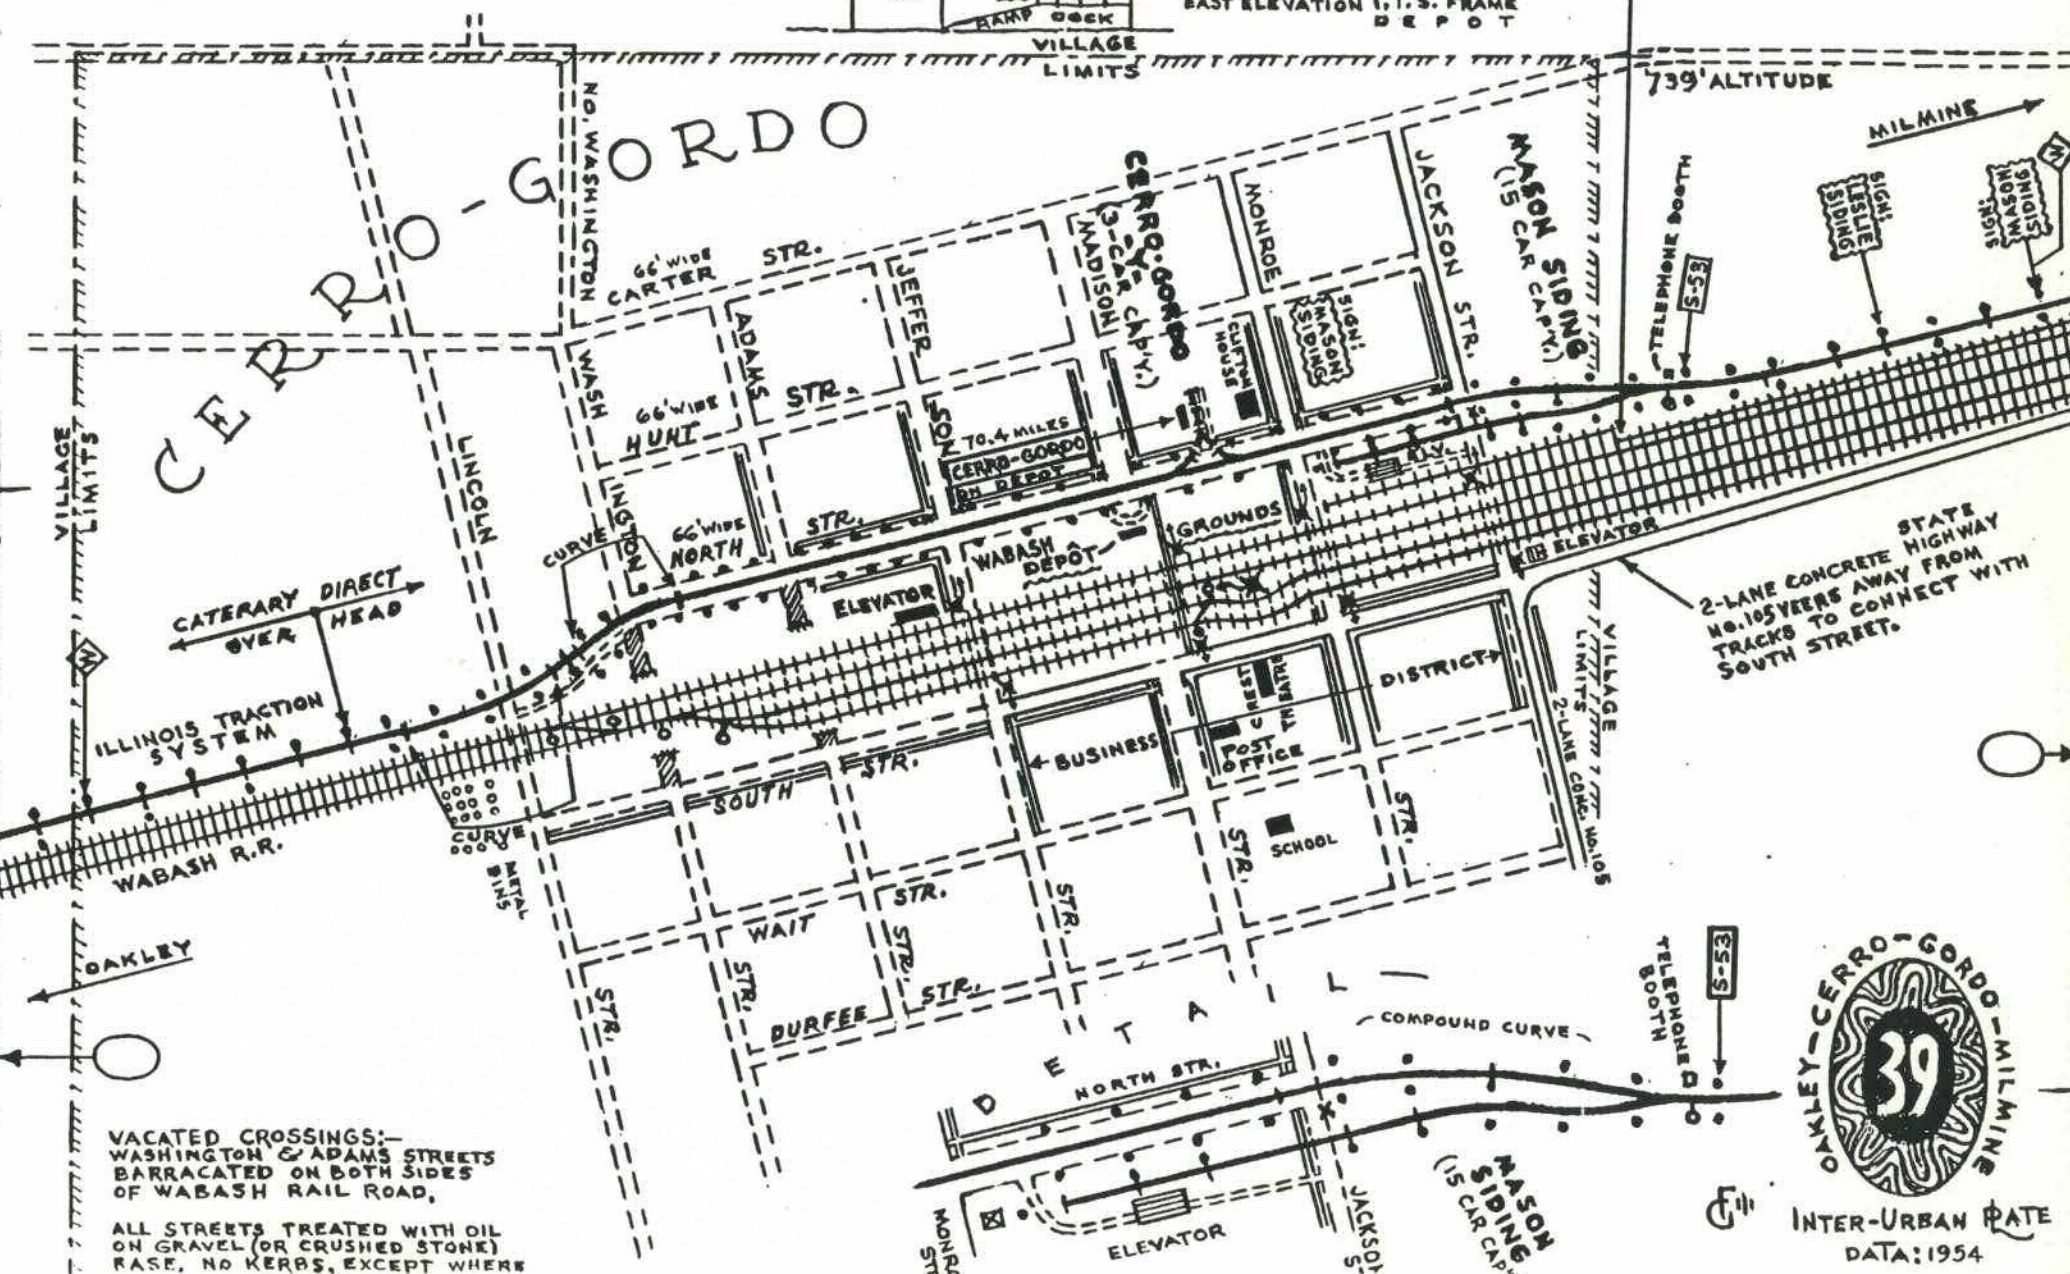 EAST ELEVATION I.T.S. FRAME
DEPOT
RAMP DOCK
VILLAGE
LIMITS
739' ALTITUDE
MILMINE
CERRO-GORDO
NO. WASHINGTON
66' WIDE
CARTER STR.
JEFFERSON
ADAMS
MADISON
MONROE
JACKSON STR.
CERRO-GORDO
-Y-
(3-CAR CAP'Y.)
MASON SIDING
(15 CAR CAP'Y.)
TELEPHONE BOOTH
S-53
SIGN:
LESLIE
SIDING
SIGN:
MASON
SIDING
W
CLIFTON
HOUSE
SIGN:
MASON
SIDING
WASHINGTON
66' WIDE
HUNT STR.
70.4 MILES
CERRO-GORDO
ON DEPOT
VILLAGE
LIMITS
LINCOLN
CURVE
66' WIDE
NORTH STR.
WABASH
DEPOT
GROUNDS
ELEVATOR
ELEVATOR
2-LANE CONCRETE STATE HIGHWAY
NO. 105 VEERS AWAY FROM
TRACKS TO CONNECT WITH
SOUTH STREET.
CATERARY DIRECT
OVER HEAD
W
ILLINOIS TRACTION
SYSTEM
WABASH R.R.
CURVE
METAL
BINS
SOUTH STR.
BUSINESS DISTRICT
CREST
THEATRE
POST
OFFICE
SCHOOL
VILLAGE
LIMITS
2-LANE CONC. NO. 105
WAIT STR.
DURFEE STR.
STR.
STR.
STR.
STR.
STR.
STR.
OAKLEY
DETAIL
NORTH STR.
COMPOUND CURVE
TELEPHONE
BOOTH
S-53
MASON
SIDING
(15 CAR CAP'Y
ELEVATOR
MONRO
ST
JACKSON
S
OAKLEY-CERRO-GORDO-MILMINE
39
INTER-URBAN PLATE
DATA: 1954
VACATED CROSSINGS:-
WASHINGTON & ADAMS STREETS
BARRACATED ON BOTH SIDES
OF WABASH RAIL ROAD.
ALL STREETS TREATED WITH OIL
ON GRAVEL (OR CRUSHED STONE)
BASE, NO KERBS, EXCEPT WHERE